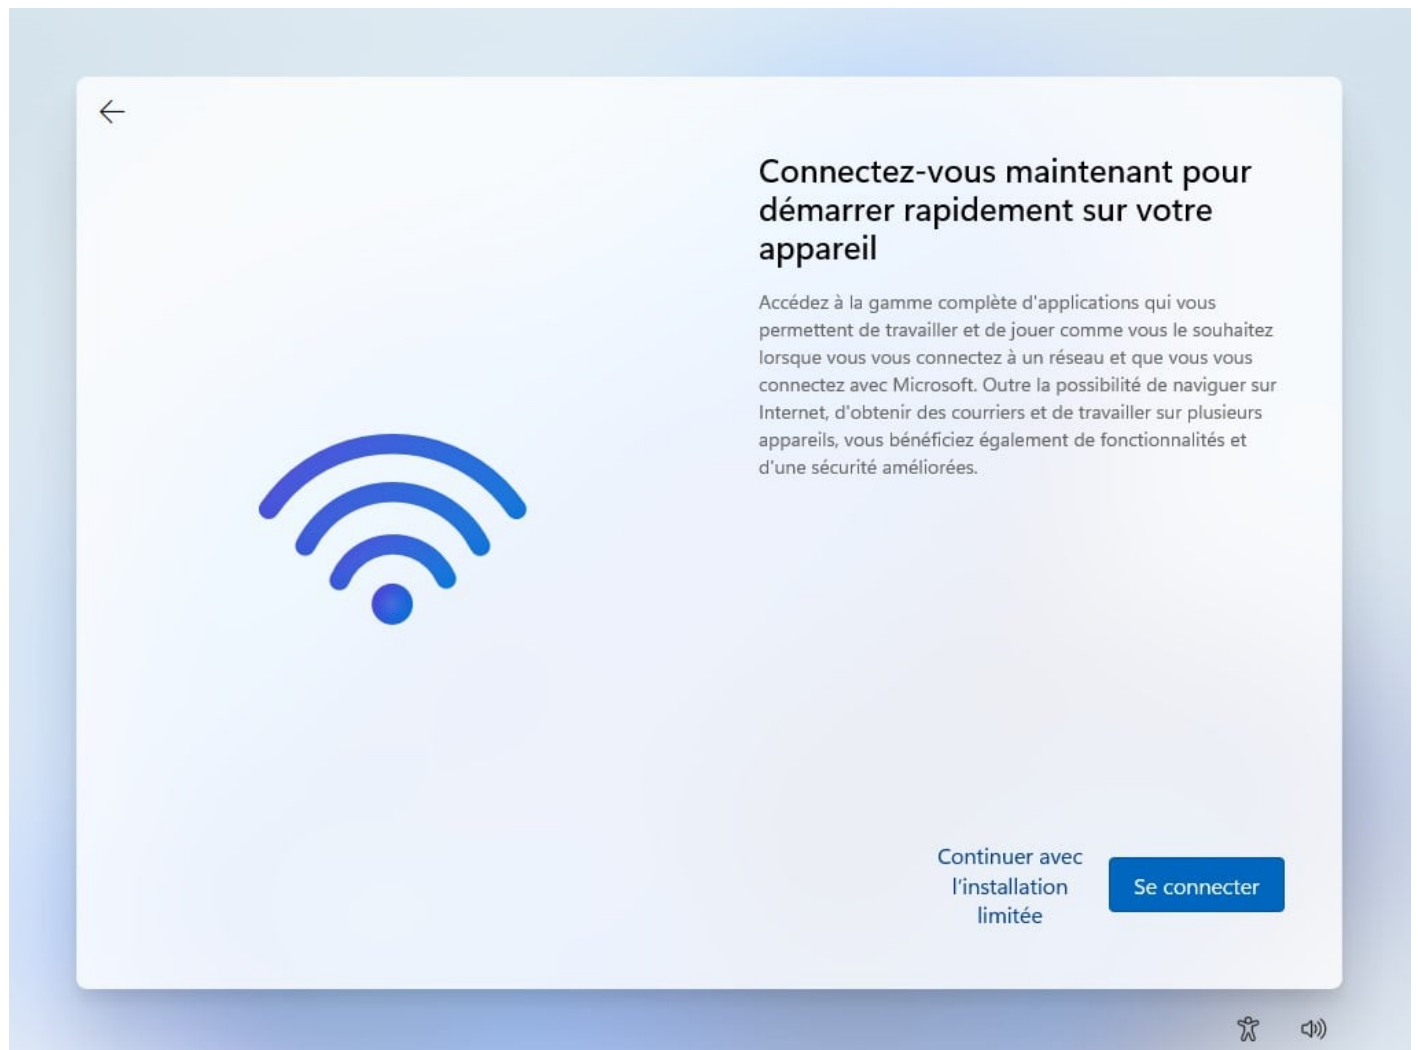 Connectez-vous maintenant pour
démarrer rapidement sur votre
appareil
Accédez à la gamme complète d'applications qui vous
permettent de travailler et de jouer comme vous le souhaitez
lorsque vous vous connectez à un réseau et que vous vous
connectez avec Microsoft. Outre la possibilité de naviguer sur
Internet, d'obtenir des courriers et de travailler sur plusieurs
appareils, vous bénéficiez également de fonctionnalités et
d'une sécurité améliorées.
Continuer avec
l'installation
limitée
Se connecter